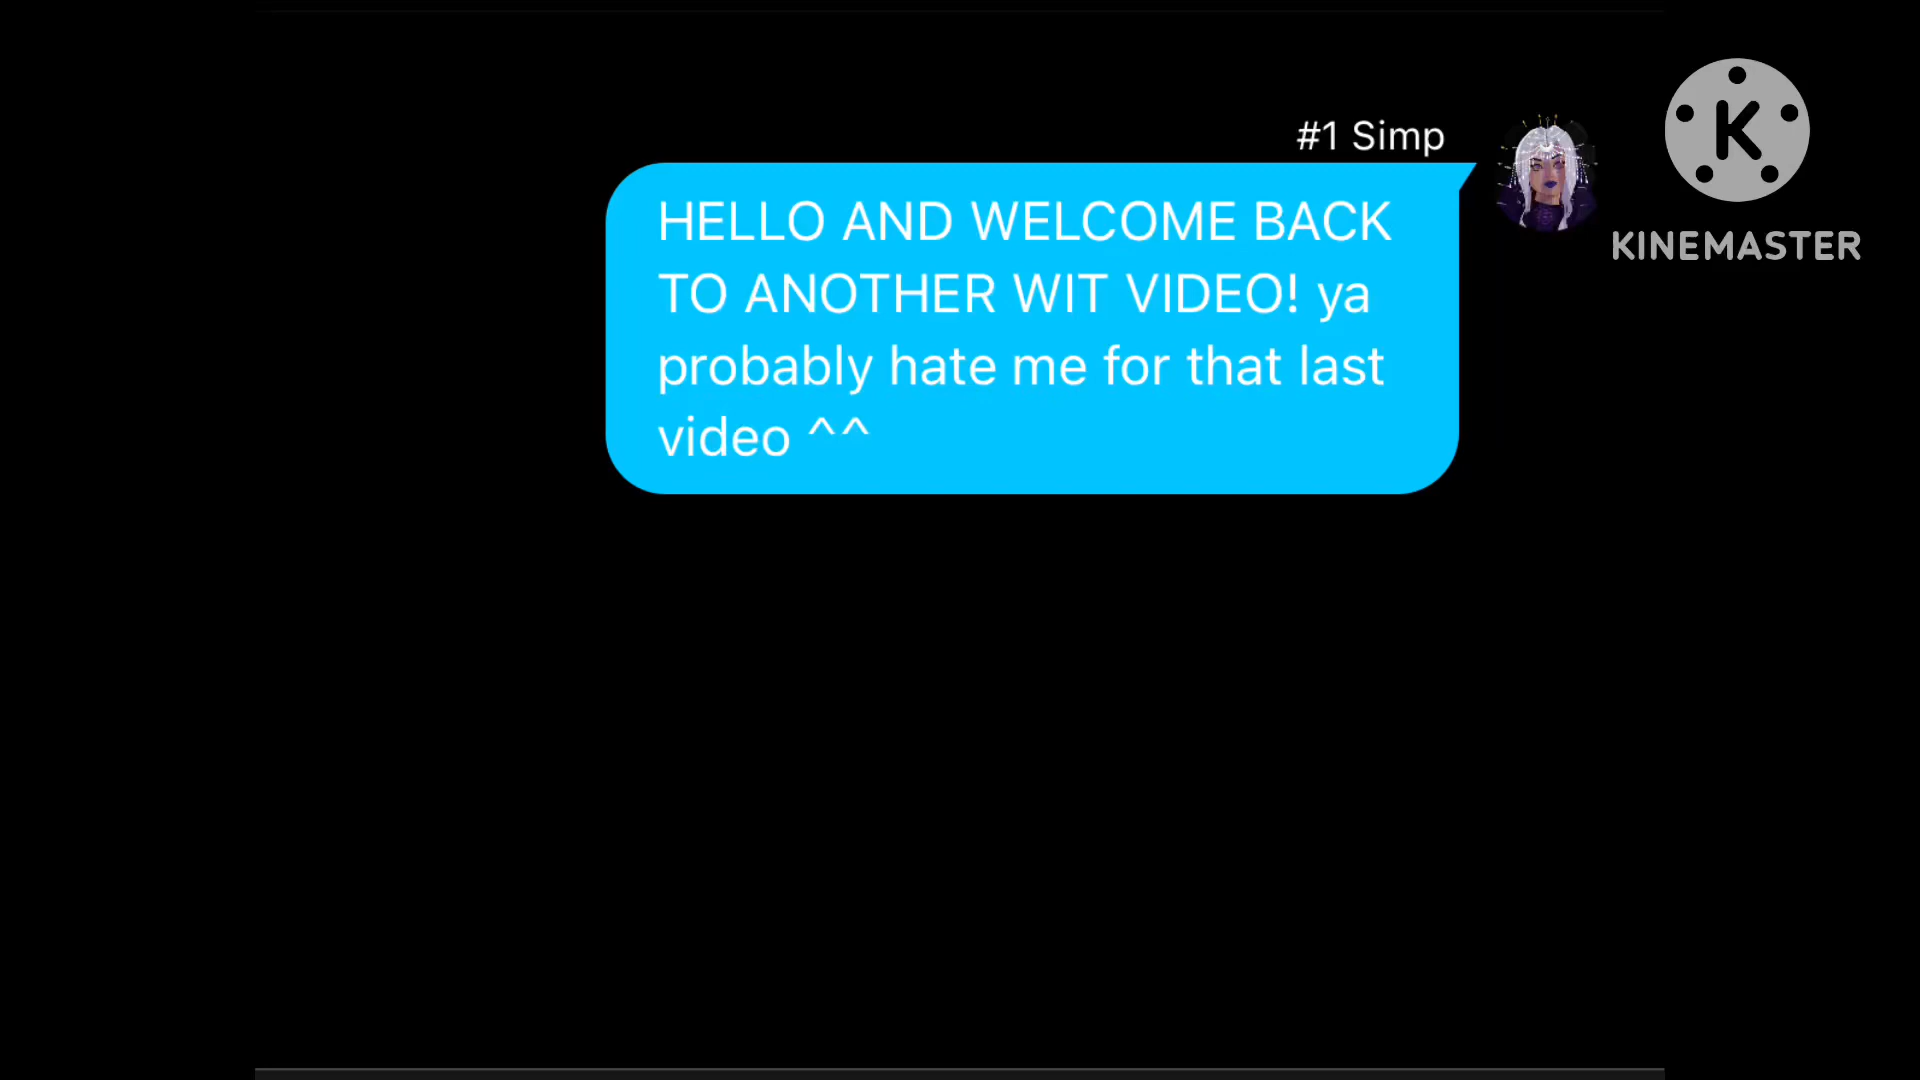 #1 Simp
HELLO AND WELCOME BACK
TO ANOTHER WIT VIDEO! ya
probably hate me for that last
video ^^
K
KINEMASTER